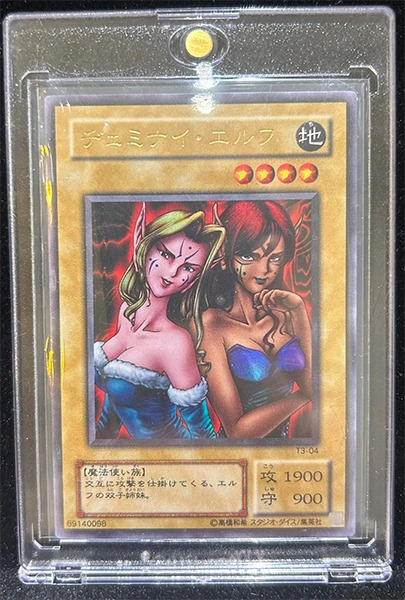 ヂェミナイ・エルフ
地
T3-04
【魔法使い族】
交互に攻撃を仕掛けてくる、エル
フの双子姉妹。
攻 1900
守 900
69140098
©高橋和希 スタジオ・ダイス/集英社